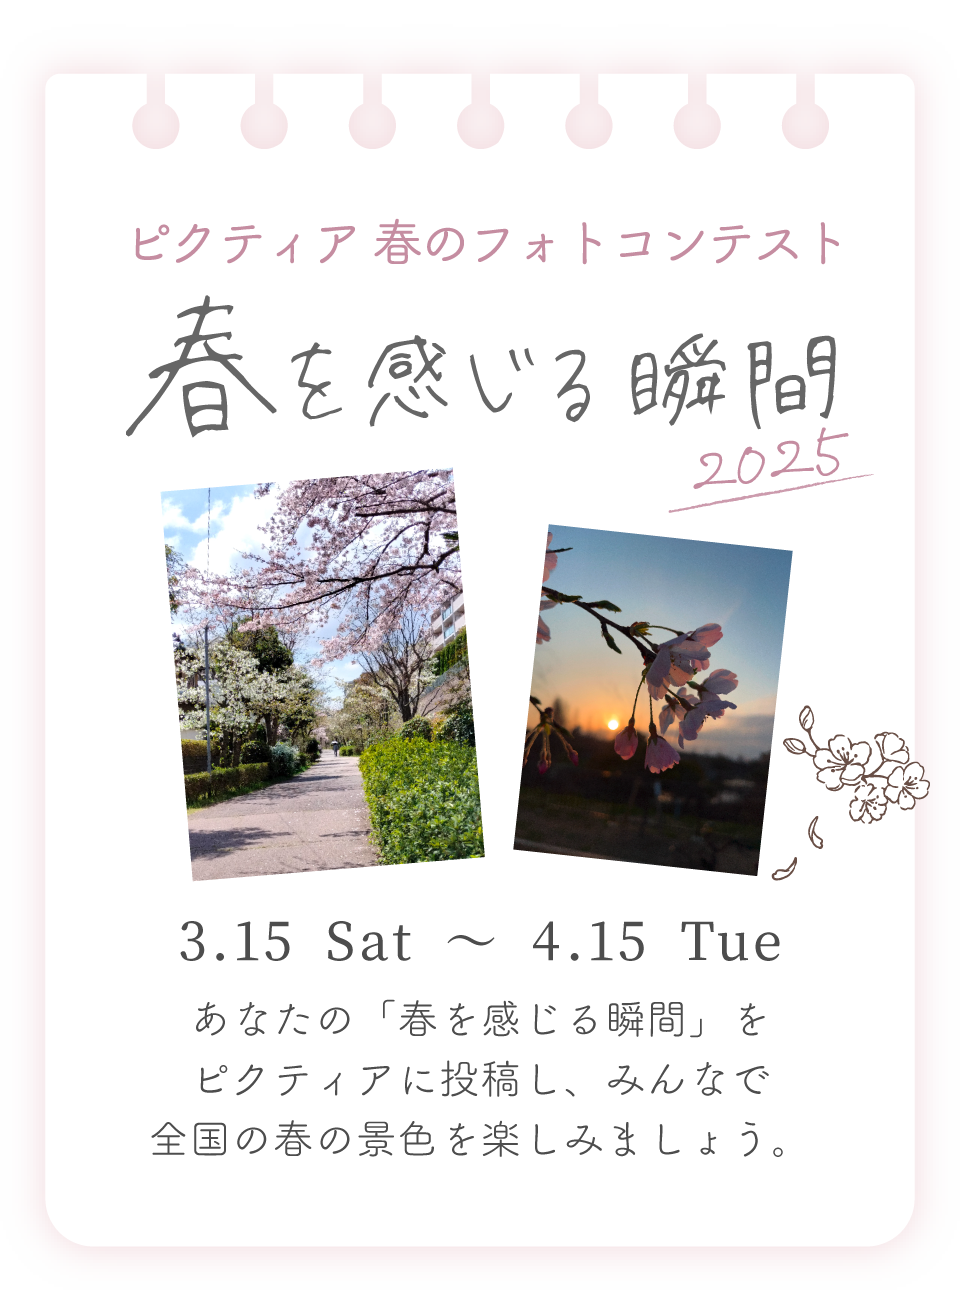 ピクティア 春のフォトコンテスト
春を感じる瞬間
2025
3.15 Sat ～ 4.15 Tue
あなたの「春を感じる瞬間」を
ピクティアに投稿し、みんなで
全国の春の景色を楽しみましょう。